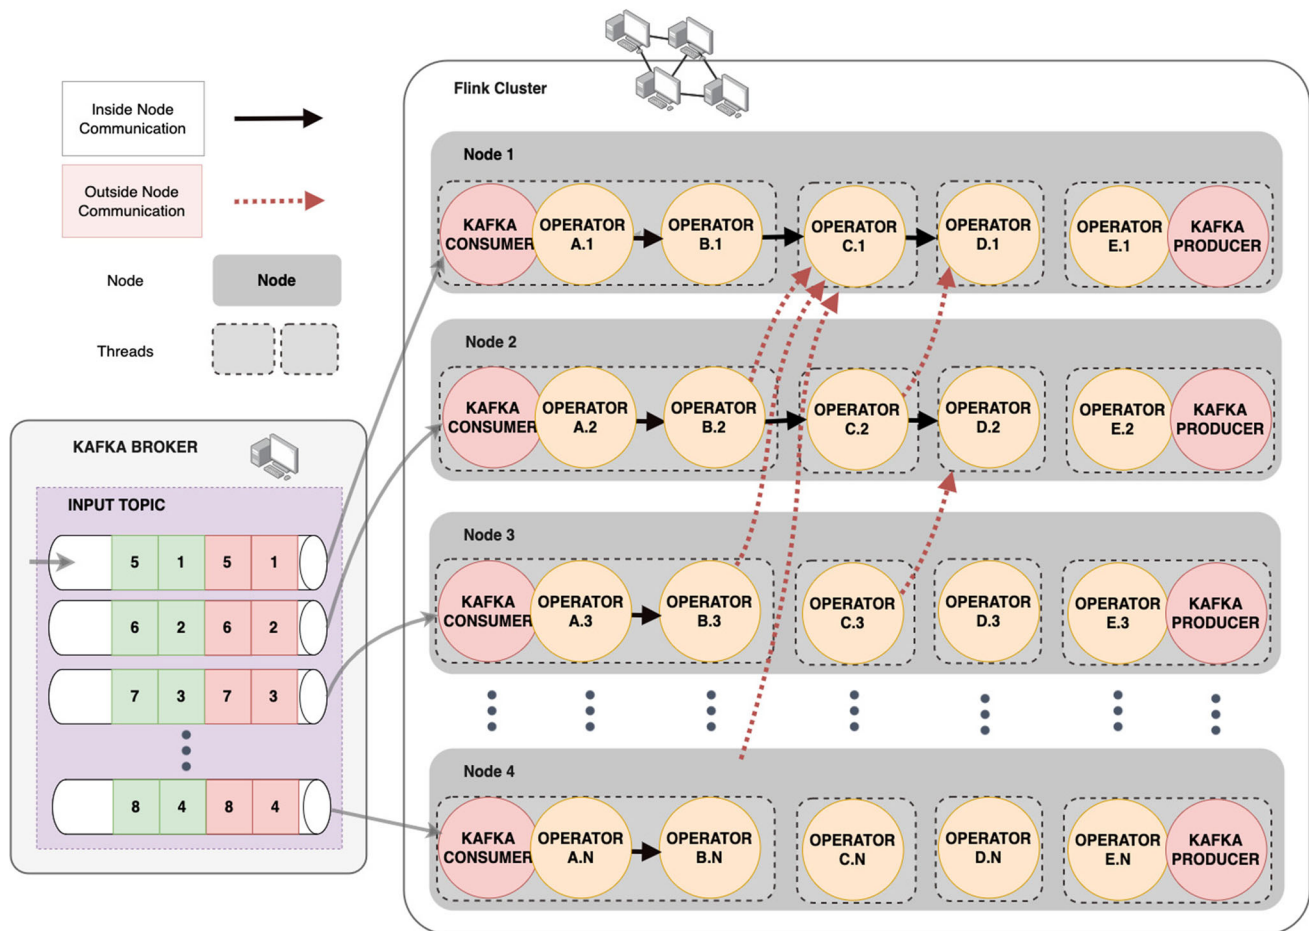 Inside Node
Communication
Outside Node
Communication
Node
Node
Threads
KAFKA BROKER
INPUT TOPIC
5 1 5 1
6 2 6 2
7 3 7 3
8 4 8 4
Flink Cluster
Node 1
KAFKA
CONSUMER
OPERATOR
A.1
OPERATOR
B.1
OPERATOR
C.1
OPERATOR
D.1
OPERATOR
E.1
KAFKA
PRODUCER
Node 2
KAFKA
CONSUMER
OPERATOR
A.2
OPERATOR
B.2
OPERATOR
C.2
OPERATOR
D.2
OPERATOR
E.2
KAFKA
PRODUCER
Node 3
KAFKA
CONSUMER
OPERATOR
A.3
OPERATOR
B.3
OPERATOR
C.3
OPERATOR
D.3
OPERATOR
E.3
KAFKA
PRODUCER
Node 4
KAFKA
CONSUMER
OPERATOR
A.N
OPERATOR
B.N
OPERATOR
C.N
OPERATOR
D.N
OPERATOR
E.N
KAFKA
PRODUCER